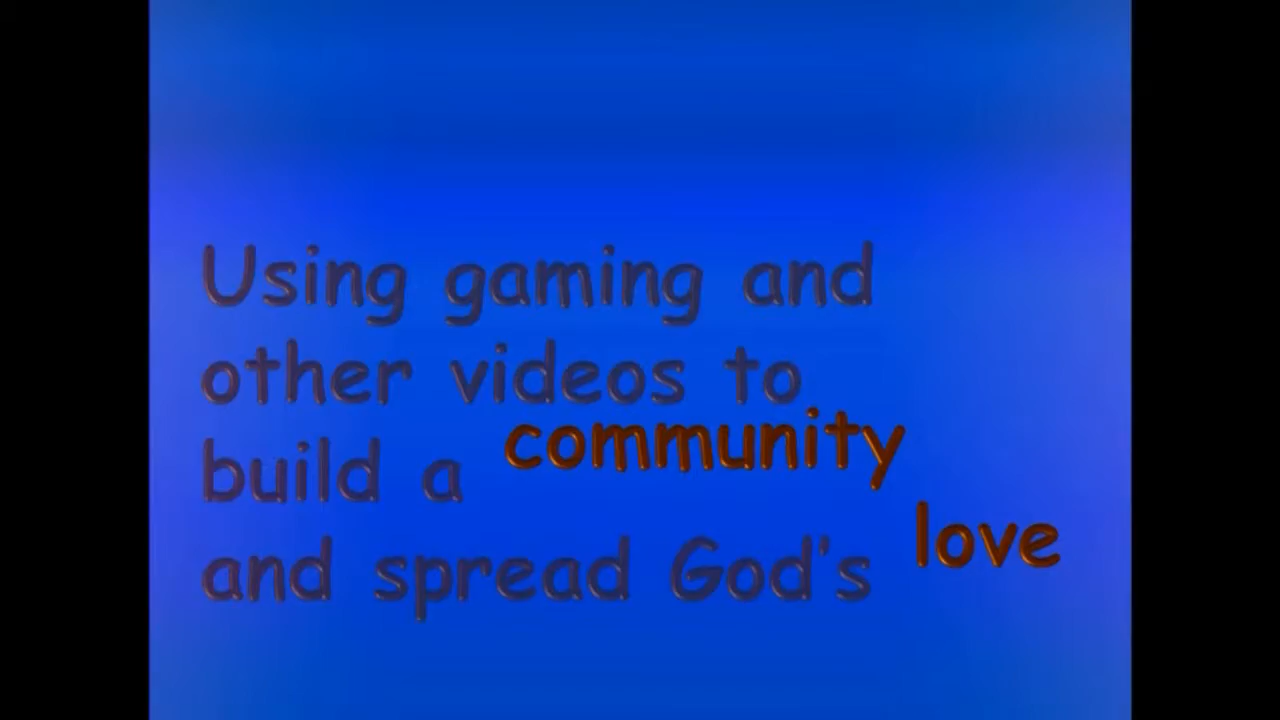 Using gaming and
other videos to
build a community
and spread God's love